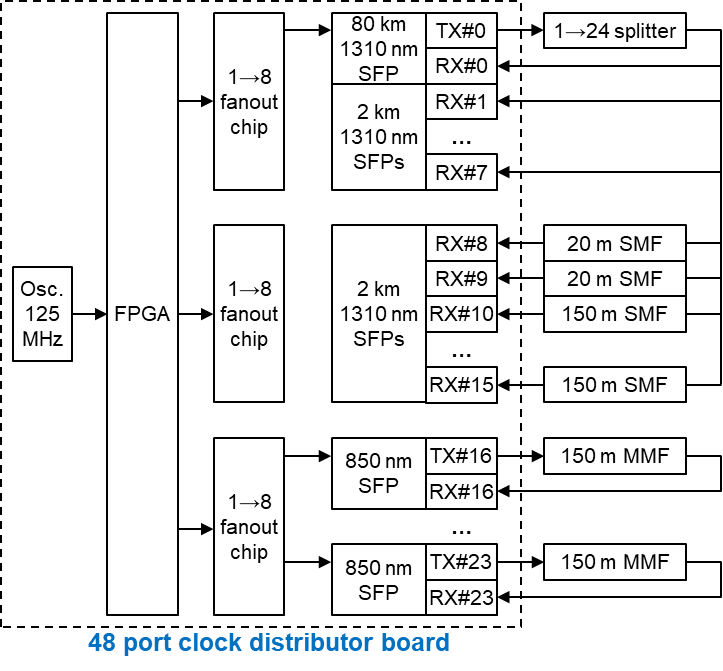 80 km
1310 nm
SFP
TX#0
1→24 splitter
RX#0
1→8
fanout
chip
2 km
1310 nm
SFPs
RX#1
...
RX#7
Osc.
125
MHz
FPGA
1→8
fanout
chip
2 km
1310 nm
SFPs
RX#8
20 m SMF
RX#9
20 m SMF
RX#10
150 m SMF
...
RX#15
150 m SMF
1→8
fanout
chip
850 nm
SFP
TX#16
150 m MMF
RX#16
...
850 nm
SFP
TX#23
150 m MMF
RX#23
48 port clock distributor board